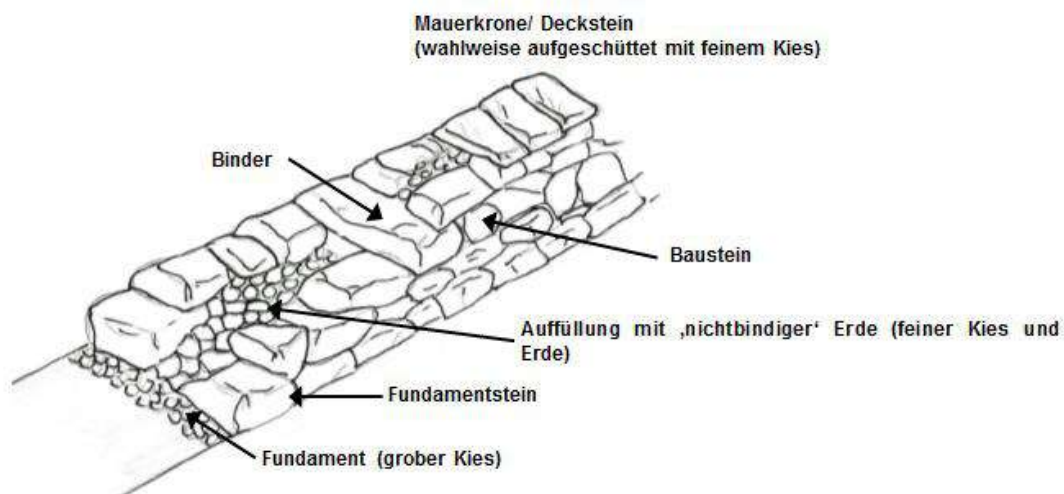 Mauerkrone/ Deckstein
(wahlweise aufgeschüttet mit feinem Kies)
Binder
Baustein
Auffüllung mit ‚nichtbindiger‘ Erde (feiner Kies und
Erde)
Fundamentstein
Fundament (grober Kies)